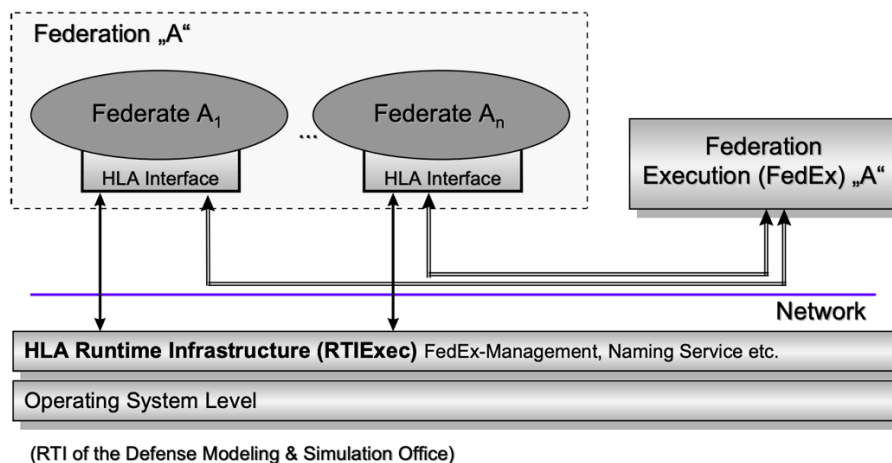 Federation „A“
Federate A1
...
Federate An
HLA Interface
HLA Interface
Federation
Execution (FedEx) „A“
Network
HLA Runtime Infrastructure (RTIExec) FedEx-Management, Naming Service etc.
Operating System Level
(RTI of the Defense Modeling & Simulation Office)